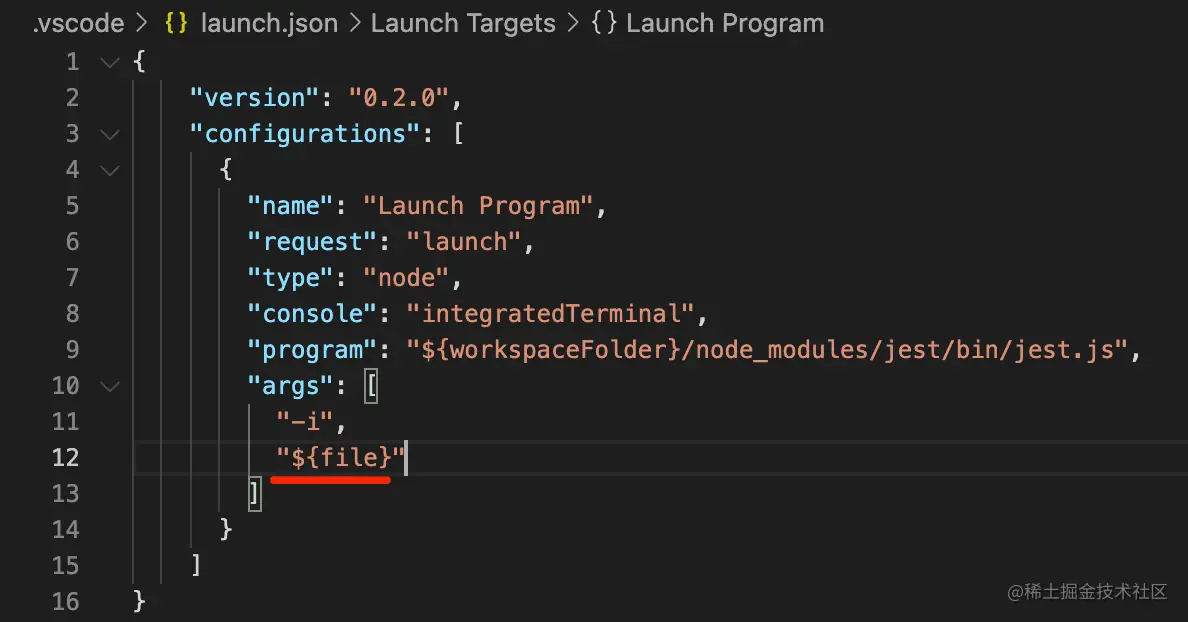 .vscode > {} launch.json > Launch Targets > {} Launch Program
1 {
2 "version": "0.2.0",
3 "configurations": [
4 {
5 "name": "Launch Program",
6 "request": "launch",
7 "type": "node",
8 "console": "integratedTerminal",
9 "program": "${workspaceFolder}/node_modules/jest/bin/jest.js",
10 "args": [
11 "-i",
12 "${file}"
13 ]
14 }
15 ]
16 }
@稀土掘金技术社区